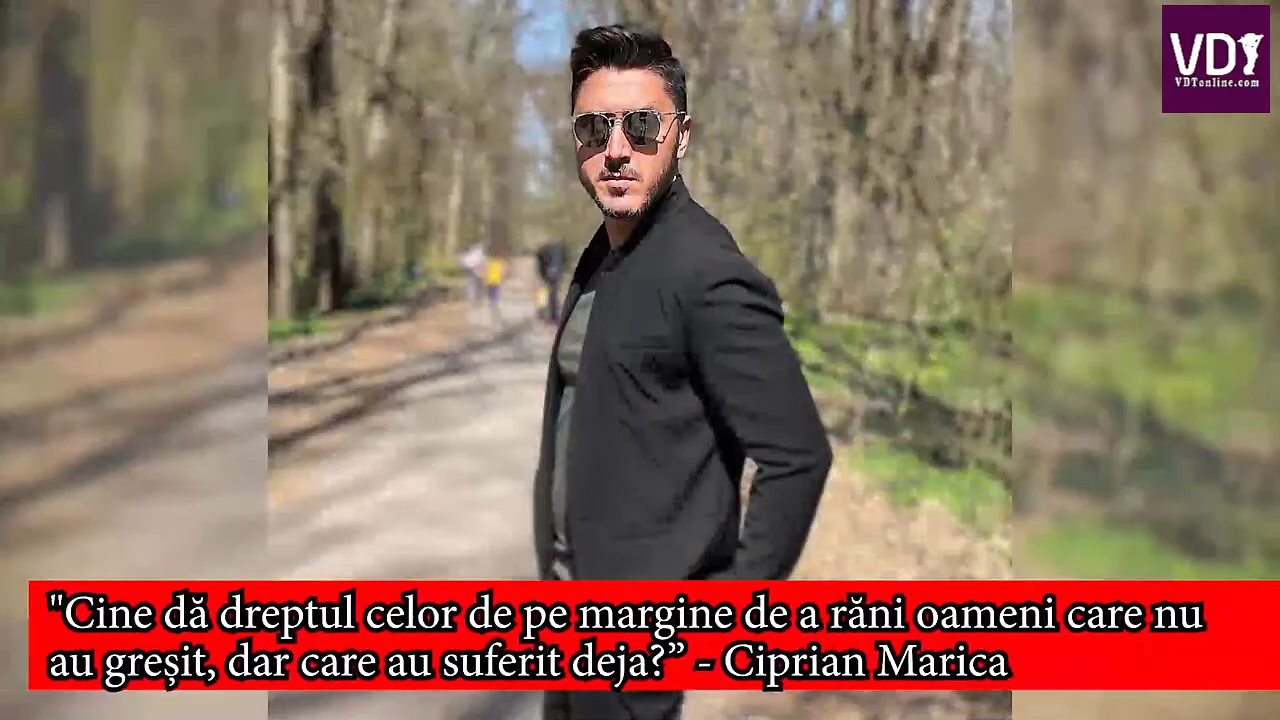 VDT
VDTonline.com
"Cine dă dreptul celor de pe margine de a răni oameni care nu
au greșit, dar care au suferit deja?” - Ciprian Marica